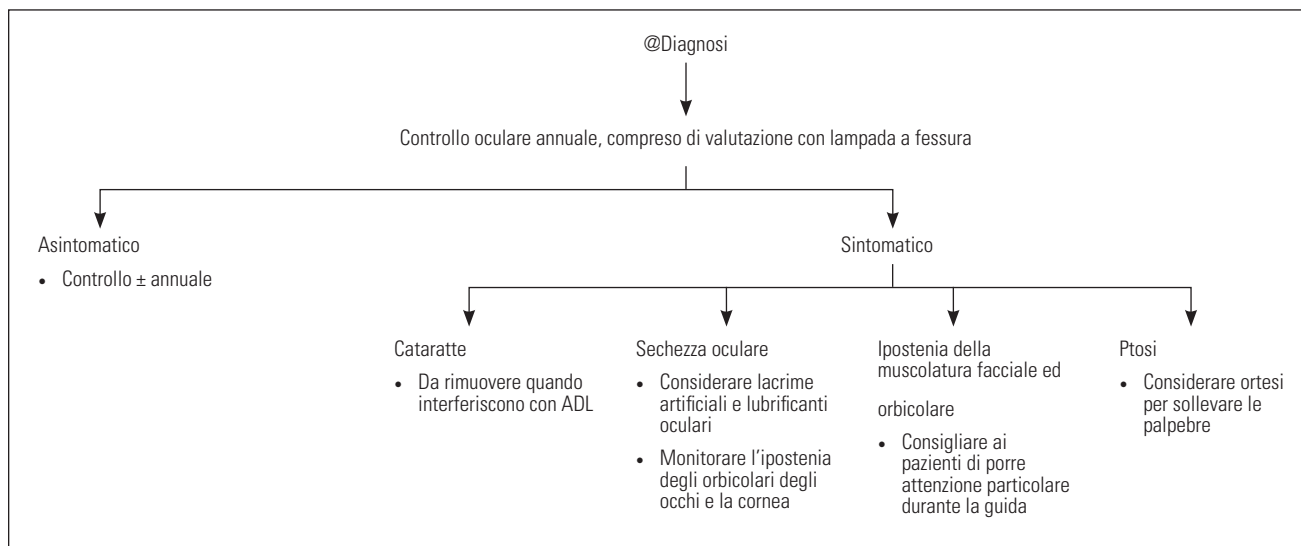 @Diagnosi
Controllo oculare annuale, compreso di valutazione con lampada a fessura
Asintomatico
• Controllo ± annuale
Sintomatico
Cataratte
• Da rimuovere quando
interferiscono con ADL
Sechezza oculare
• Considerare lacrime
artificiali e lubrificanti
oculari
• Monitorare l'ipostenia
degli orbicolari degli
occhi e la cornea
Ipostenia della
muscolatura facciale ed
orbicolare
• Consigliare ai
pazienti di porre
attenzione particolare
durante la guida
Ptosi
• Considerare ortesi
per sollevare le
palpebre